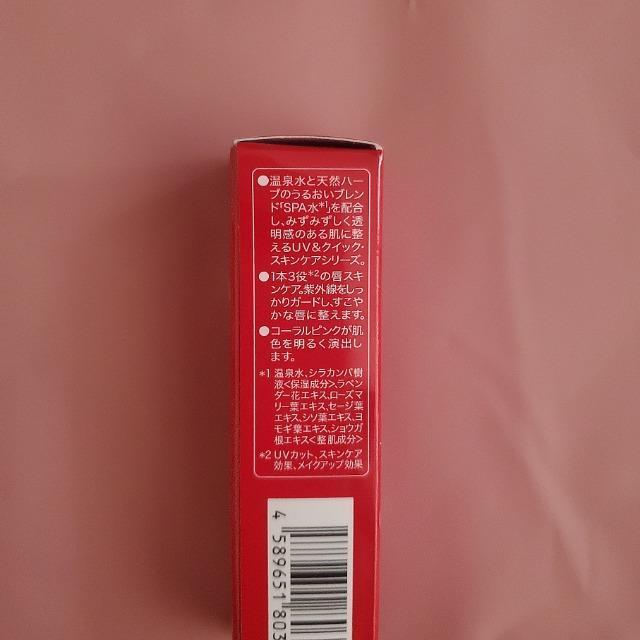 ●温泉水と天然ハー
ブのうるおいブレン
ド「SPA水*1」を配合
し、みずみずしく透
明感のある肌に整
えるUV&クイック・
スキンケアシリーズ。
●1本3役*2の唇スキ
ンケア。紫外線をしっ
かりガードし、すこや
かな唇に整えます。
●コーラルピンクが肌
色を明るく演出し
ます。
*1 温泉水、シラカンバ樹
液<保湿成分>、ラベン
ダー花エキス、ローズマ
リー葉エキス、セージ葉
エキス、シソ葉エキス、ヨ
モギ葉エキス、ショウガ
根エキス<整肌成分>
*2 UVカット、スキンケア
効果、メイクアップ効果
4 589651 803